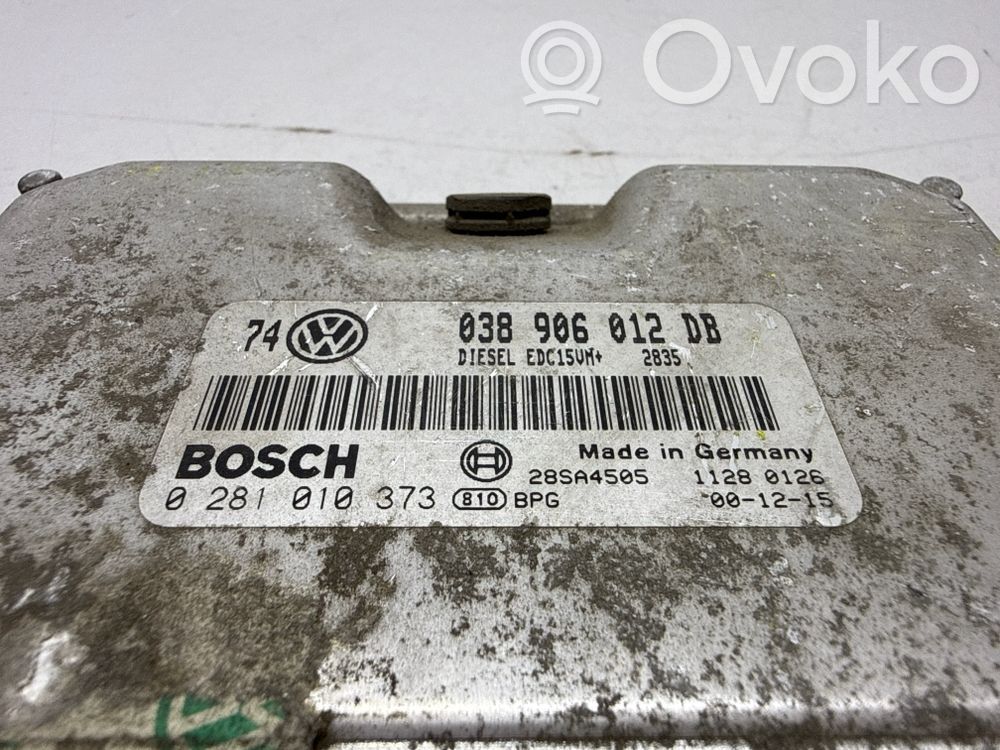 Ovoko
74 VW 038 906 012 DB
DIESEL EDC15VM+ 2835
BOSCH Made in Germany
28SA4505 1128 0126
0 281 010 373 810 BPG 00-12-15